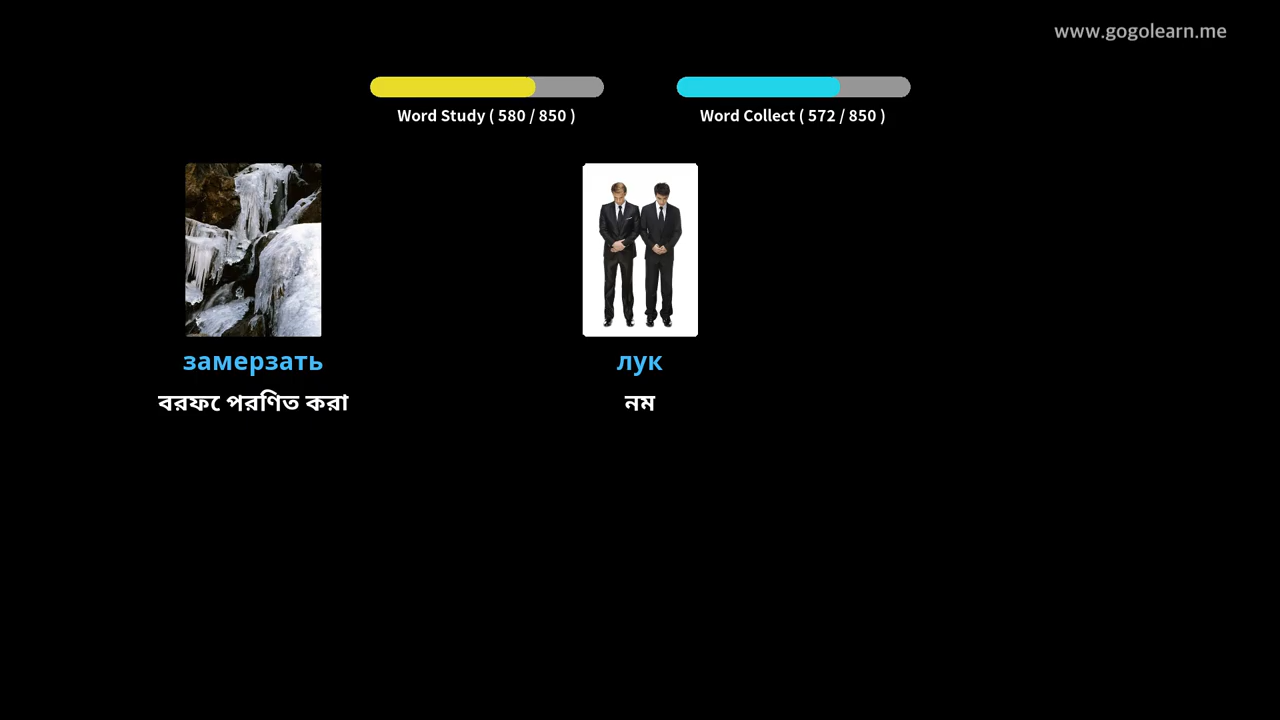 www.gogolearn.me
Word Study ( 580 / 850 )
Word Collect ( 572 / 850 )
замерзать
বরফে পরিণত করা
лук
নম